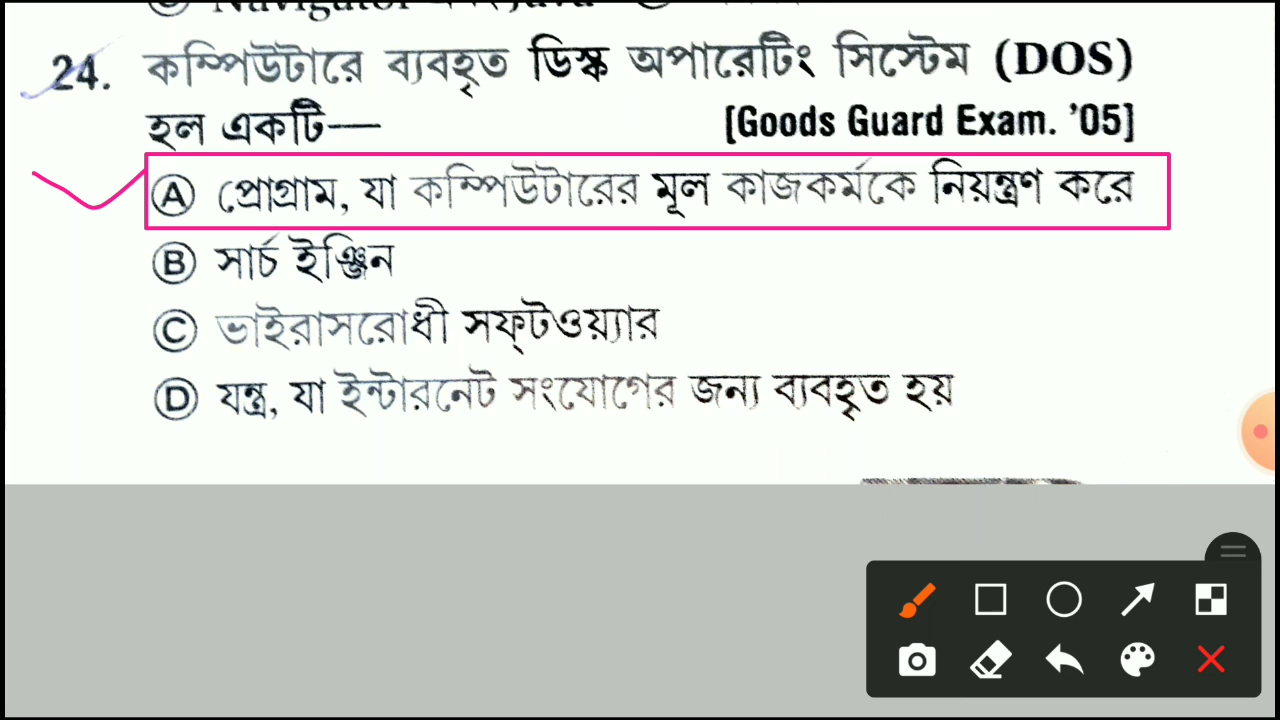 24. কম্পিউটারে ব্যবহৃত ডিস্ক অপারেটিং সিস্টেম (DOS)
হল একটি— [Goods Guard Exam. '05]
Ⓐ প্রোগ্রাম, যা কম্পিউটারের মূল কাজকর্মকে নিয়ন্ত্রণ করে
Ⓑ সার্চ ইঞ্জিন
Ⓒ ভাইরাসরোধী সফ্‌টওয়্যার
Ⓓ যন্ত্র, যা ইন্টারনেট সংযোগের জন্য ব্যবহৃত হয়